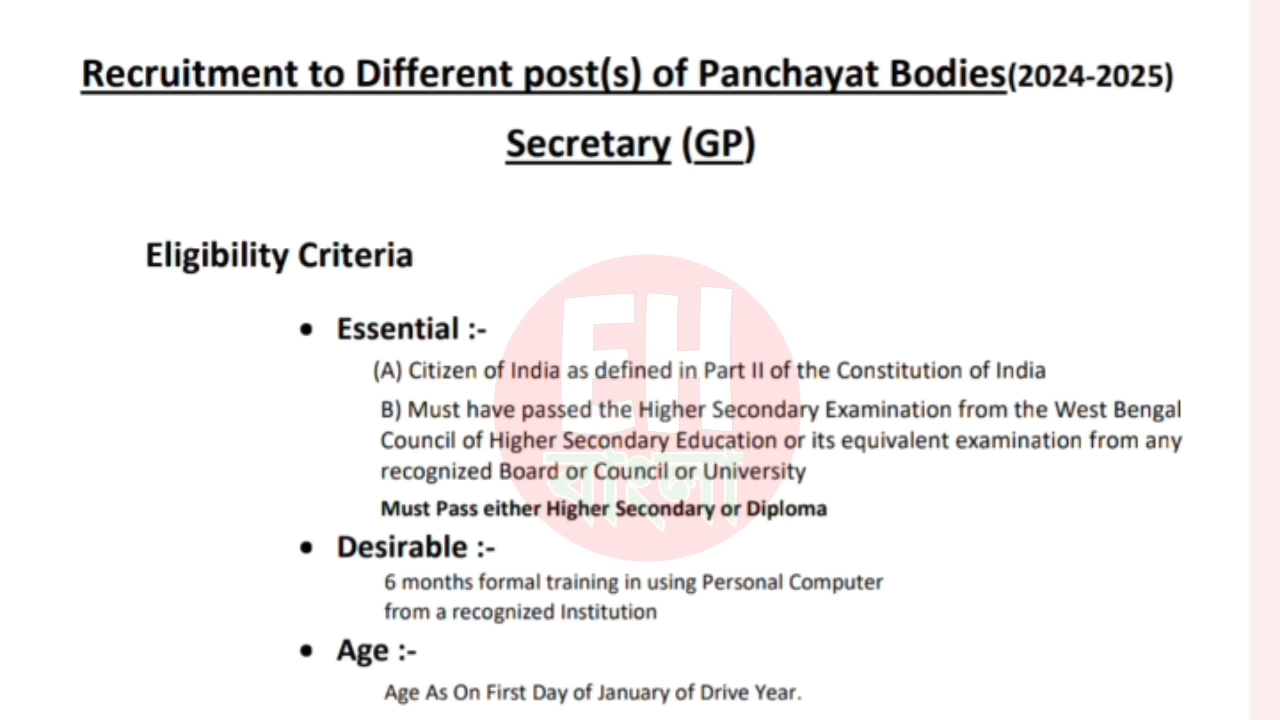 Recruitment to Different post(s) of Panchayat Bodies(2024-2025)
Secretary (GP)
Eligibility Criteria
• Essential :-
(A) Citizen of India as defined in Part II of the Constitution of India
B) Must have passed the Higher Secondary Examination from the West Bengal
Council of Higher Secondary Education or its equivalent examination from any
recognized Board or Council or University
Must Pass either Higher Secondary or Diploma
• Desirable :-
6 months formal training in using Personal Computer
from a recognized Institution
• Age :-
Age As On First Day of January of Drive Year.
EH
বাংলা